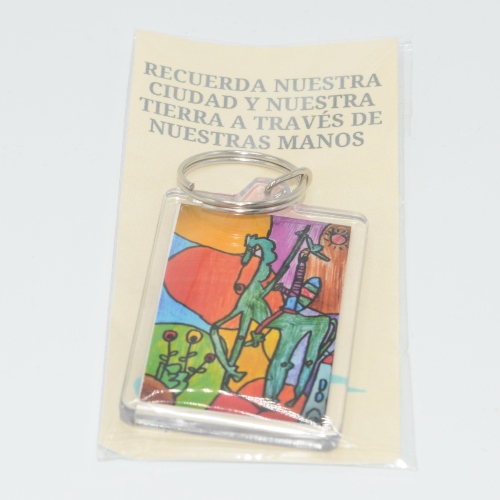 RECUERDA NUESTRA
CIUDAD Y NUESTRA
TIERRA A TRAVÉS DE
NUESTRAS MANOS